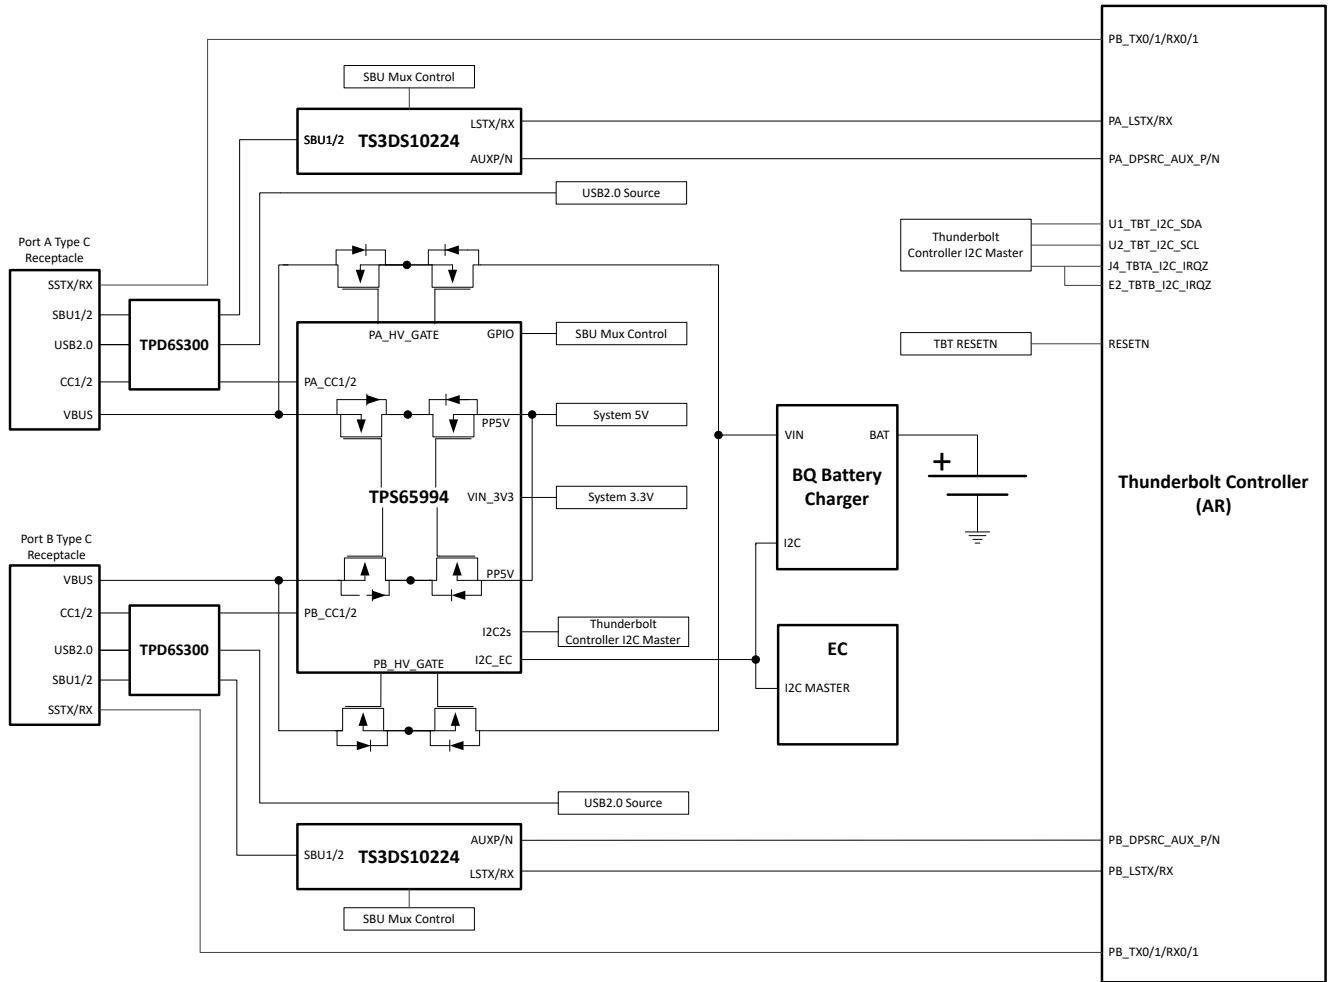 PB_TX0/1/RX0/1
SBU Mux Control
LSTX/RX
SBU1/2
TS3DS10224
AUXP/N
PA_LSTX/RX
PA_DPSRC_AUX_P/N
USB2.0 Source
Thunderbolt
Controller I2C Master
U1_TBT_I2C_SDA
U2_TBT_I2C_SCL
J4_TBTA_I2C_IRQZ
E2_TBTB_I2C_IRQZ
Port A Type C
Receptacle
SSTX/RX
SBU1/2
USB2.0
CC1/2
VBUS
TPD6S300
PA_HV_GATE
GPIO
SBU Mux Control
TBT RESETN
RESETN
PA_CC1/2
PP5V
System 5V
TPS65994
VIN_3V3
System 3.3V
VIN
BAT
BQ Battery
Charger
+
I2C
Thunderbolt Controller
(AR)
Port B Type C
Receptacle
VBUS
CC1/2
USB2.0
SBU1/2
SSTX/RX
TPD6S300
PP5V
PB_CC1/2
I2C2s
Thunderbolt
Controller I2C Master
I2C_EC
PB_HV_GATE
EC
I2C MASTER
USB2.0 Source
AUXP/N
SBU1/2
TS3DS10224
LSTX/RX
SBU Mux Control
PB_DPSRC_AUX_P/N
PB_LSTX/RX
PB_TX0/1/RX0/1